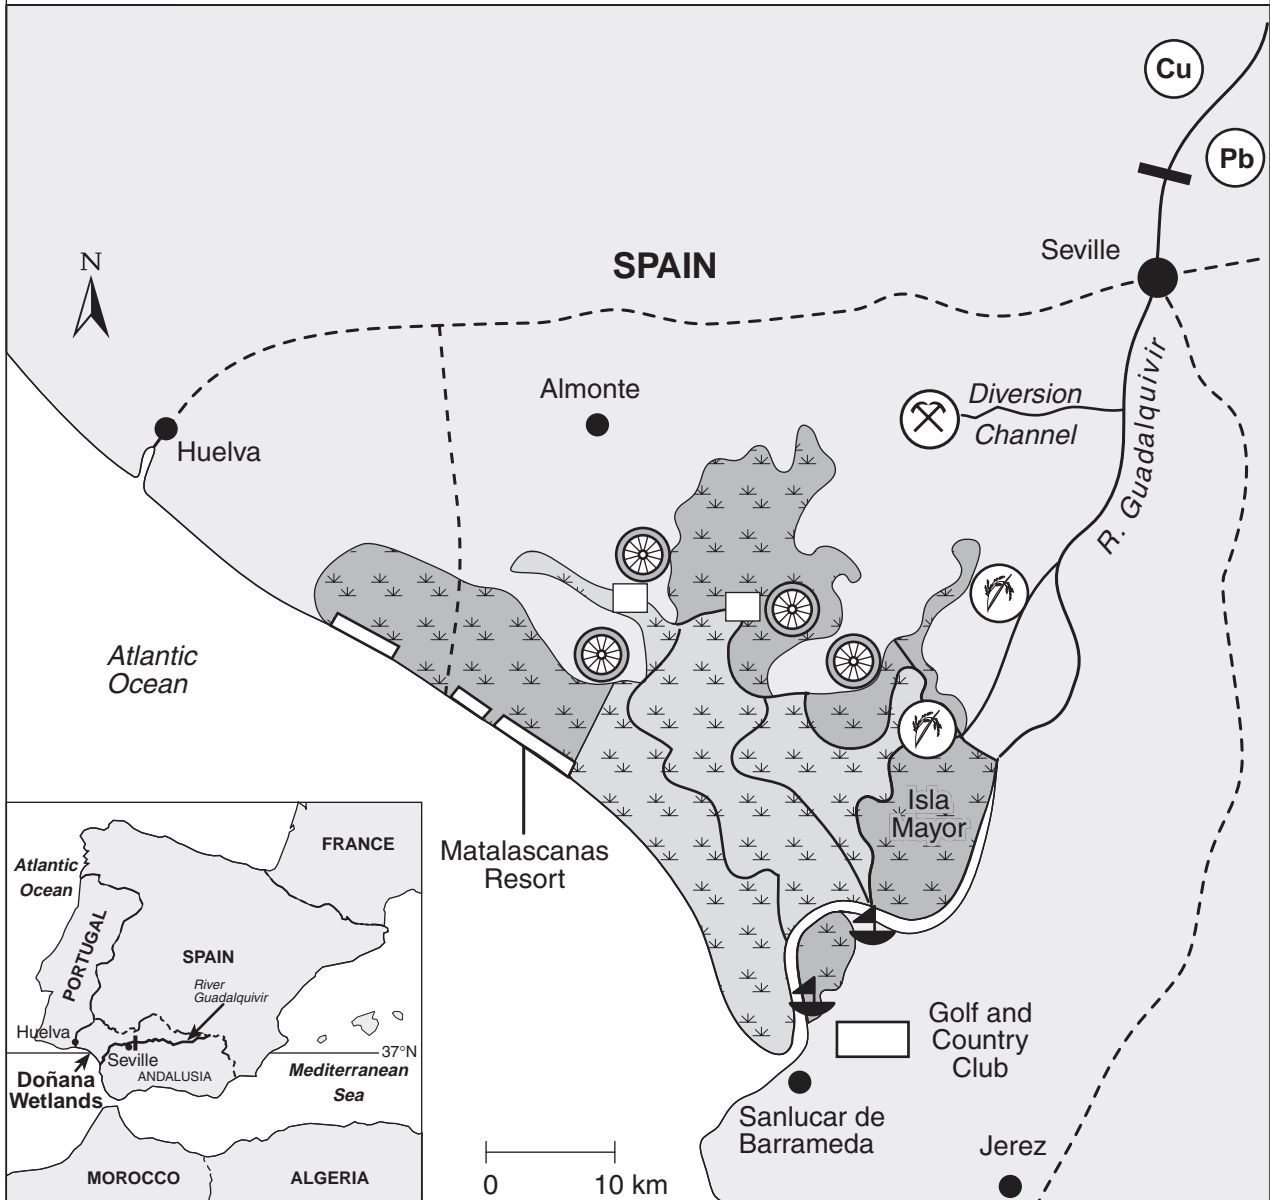 Cu
Pb
Seville
SPAIN
N
Almonte
Diversion
Channel
Huelva
R. Guadalquivir
Atlantic
Ocean
Isla
Mayor
Matalascanas
Resort
Golf and
Country
Club
Sanlucar de
Barrameda
Jerez
0 10 km
FRANCE
Atlantic
Ocean
PORTUGAL
SPAIN
River
Guadalquivir
Huelva
Seville
37°N
ANDALUSIA
Doñana
Wetlands
Mediterranean
Sea
MOROCCO
ALGERIA